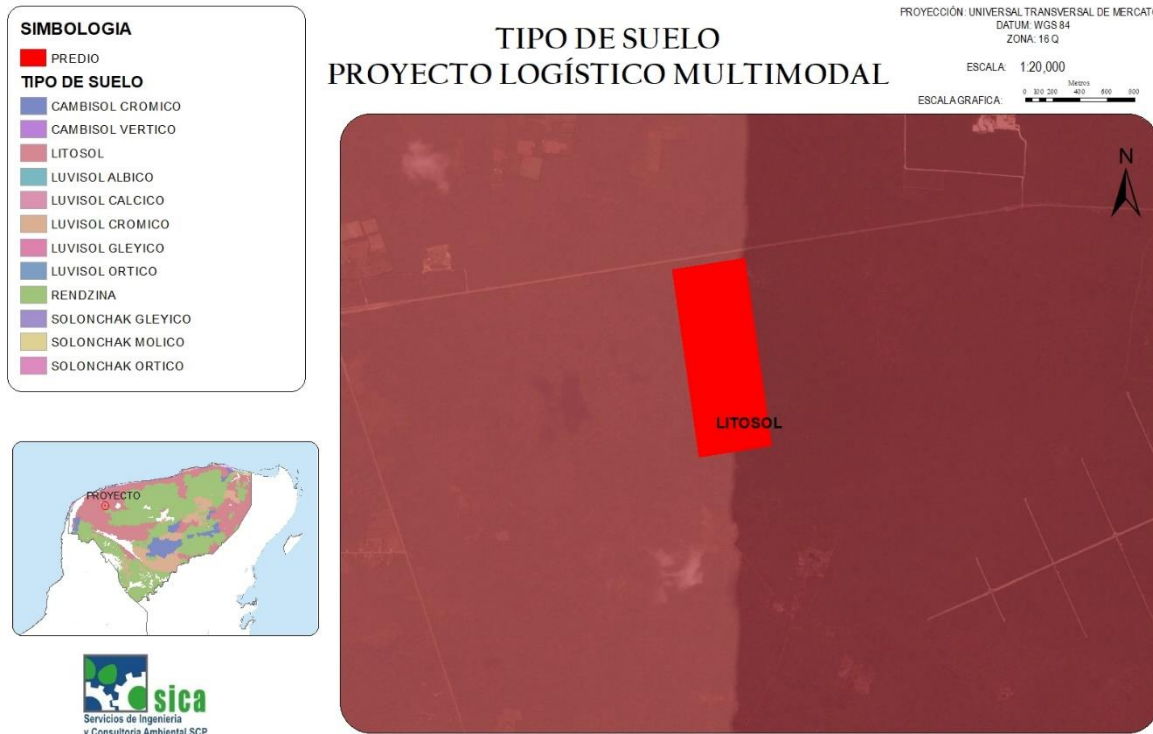 SIMBOLOGIA
PREDIO
TIPO DE SUELO
CAMBISOL CROMICO
CAMBISOL VERTICO
LITOSOL
LUVISOL ALBICO
LUVISOL CALCICO
LUVISOL CROMICO
LUVISOL GLEYICO
LUVISOL ORTICO
RENDZINA
SOLONCHAK GLEYICO
SOLONCHAK MOLICO
SOLONCHAK ORTICO
TIPO DE SUELO
PROYECTO LOGÍSTICO MULTIMODAL
PROYECCIÓN: UNIVERSAL TRANSVERSAL DE MERCATO
DATUM: WGS 84
ZONA: 16 Q
ESCALA: 1:20,000
Metros
ESCALA GRAFICA: 0 100 200 400 600 800
N
LITOSOL
PROYECTO
sica
Servicios de Ingeniería
y Consultoría Ambiental SCP